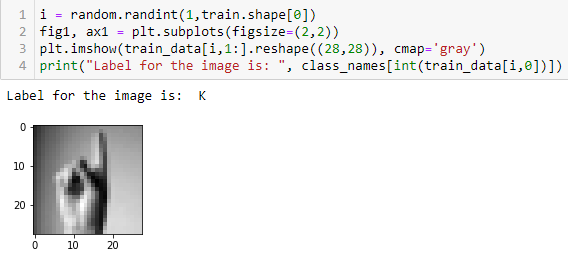 1 i = random.randint(1,train.shape[0])
2 fig1, ax1 = plt.subplots(figsize=(2,2))
3 plt.imshow(train_data[i,1:].reshape((28,28)), cmap='gray')
4 print("Label for the image is: ", class_names[int(train_data[i,0])])
Label for the image is:  K
0
10
20
0 10 20